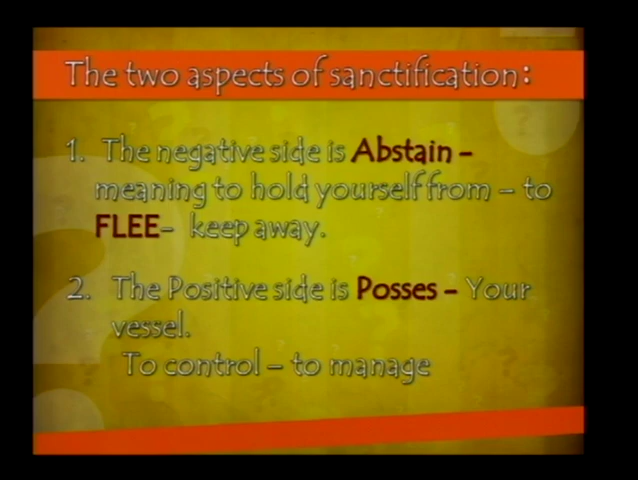 The two aspects of sanctification:
1. The negative side is Abstain –
meaning to hold yourself from – to
FLEE– keep away.
2. The Positive side is Posses – Your
vessel.
To control – to manage